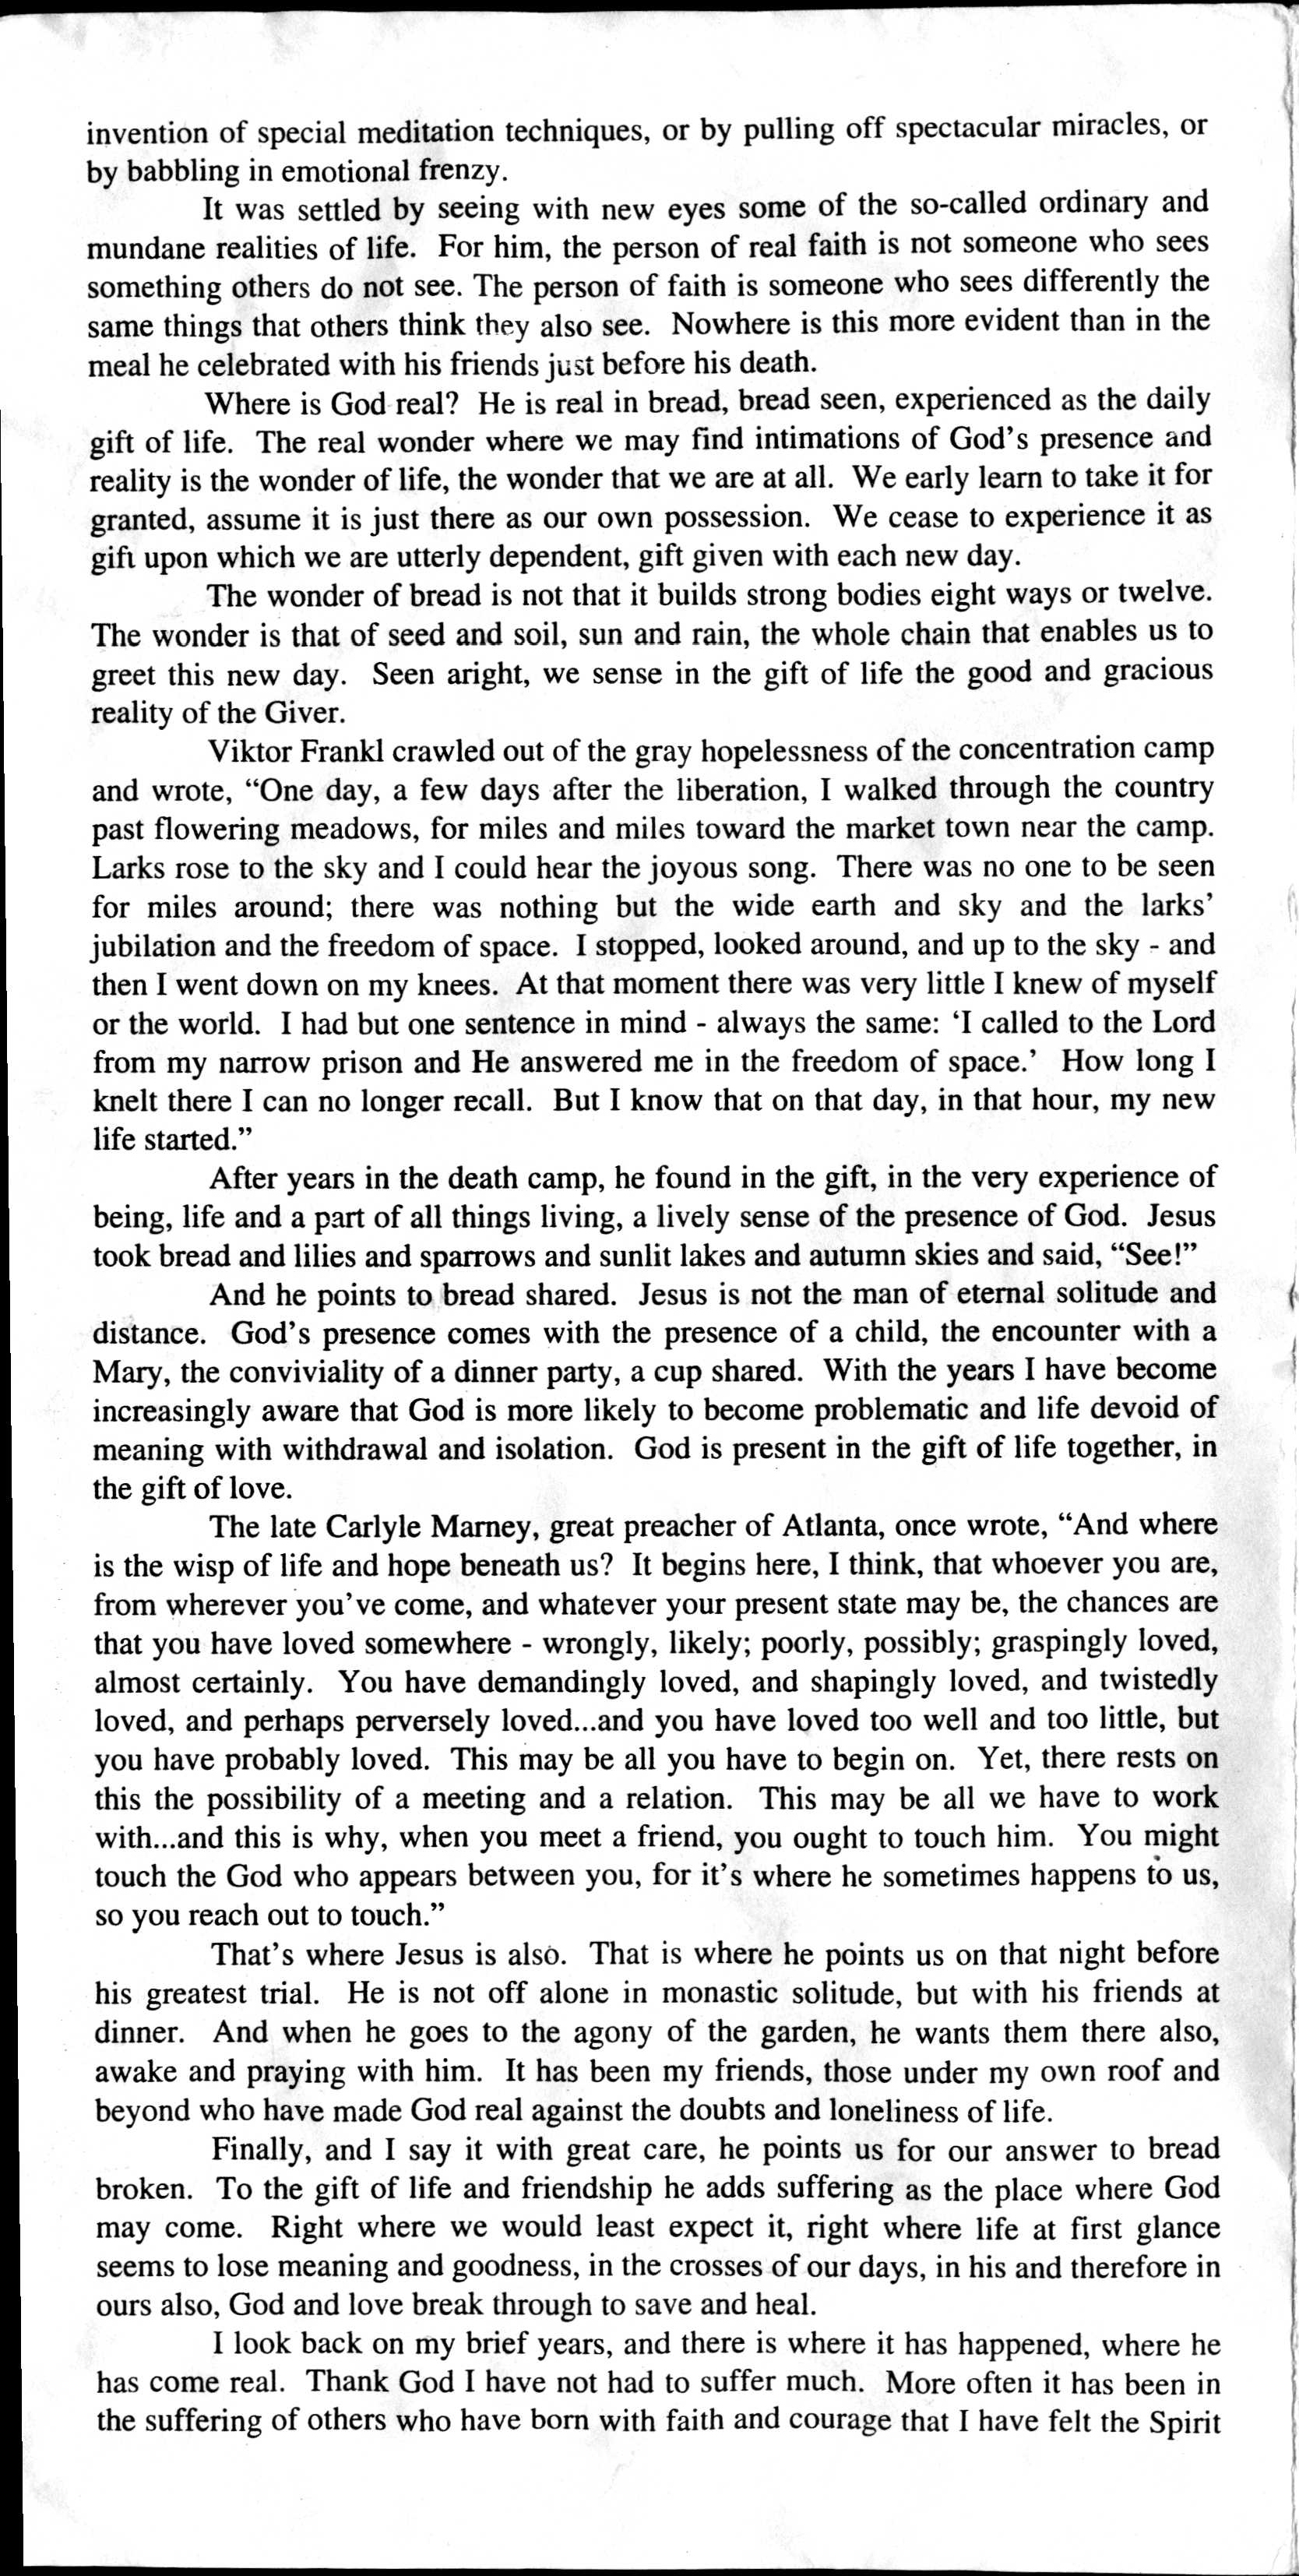 invention of special meditation techniques, or by pulling off spectacular miracles, or
by babbling in emotional frenzy.
It was settled by seeing with new eyes some of the so-called ordinary and
mundane realities of life. For him, the person of real faith is not someone who sees
something others do not see. The person of faith is someone who sees differently the
same things that others think they also see. Nowhere is this more evident than in the
meal he celebrated with his friends just before his death.
Where is God real? He is real in bread, bread seen, experienced as the daily
gift of life. The real wonder where we may find intimations of God's presence and
reality is the wonder of life, the wonder that we are at all. We early learn to take it for
granted, assume it is just there as our own possession. We cease to experience it as
gift upon which we are utterly dependent, gift given with each new day.
The wonder of bread is not that it builds strong bodies eight ways or twelve.
The wonder is that of seed and soil, sun and rain, the whole chain that enables us to
greet this new day. Seen aright, we sense in the gift of life the good and gracious
reality of the Giver.
Viktor Frankl crawled out of the gray hopelessness of the concentration camp
and wrote, “One day, a few days after the liberation, I walked through the country
past flowering meadows, for miles and miles toward the market town near the camp.
Larks rose to the sky and I could hear the joyous song. There was no one to be seen
for miles around; there was nothing but the wide earth and sky and the larks’
jubilation and the freedom of space. I stopped, looked around, and up to the sky - and
then I went down on my knees. At that moment there was very little I knew of myself
or the world. I had but one sentence in mind - always the same: ‘I called to the Lord
from my narrow prison and He answered me in the freedom of space.’ How long I
knelt there I can no longer recall. But I know that on that day, in that hour, my new
life started.”
After years in the death camp, he found in the gift, in the very experience of
being, life and a part of all things living, a lively sense of the presence of God. Jesus
took bread and lilies and sparrows and sunlit lakes and autumn skies and said, “See!”
And he points to bread shared. Jesus is not the man of eternal solitude and
distance. God's presence comes with the presence of a child, the encounter with a
Mary, the conviviality of a dinner party, a cup shared. With the years I have become
increasingly aware that God is more likely to become problematic and life devoid of
meaning with withdrawal and isolation. God is present in the gift of life together, in
the gift of love.
The late Carlyle Marney, great preacher of Atlanta, once wrote, “And where
is the wisp of life and hope beneath us? It begins here, I think, that whoever you are,
from wherever you've come, and whatever your present state may be, the chances are
that you have loved somewhere - wrongly, likely; poorly, possibly; graspingly loved,
almost certainly. You have demandingly loved, and shapingly loved, and twistedly
loved, and perhaps perversely loved...and you have loved too well and too little, but
you have probably loved. This may be all you have to begin on. Yet, there rests on
this the possibility of a meeting and a relation. This may be all we have to work
with...and this is why, when you meet a friend, you ought to touch him. You might
touch the God who appears between you, for it's where he sometimes happens to us,
so you reach out to touch.”
That's where Jesus is also. That is where he points us on that night before
his greatest trial. He is not off alone in monastic solitude, but with his friends at
dinner. And when he goes to the agony of the garden, he wants them there also,
awake and praying with him. It has been my friends, those under my own roof and
beyond who have made God real against the doubts and loneliness of life.
Finally, and I say it with great care, he points us for our answer to bread
broken. To the gift of life and friendship he adds suffering as the place where God
may come. Right where we would least expect it, right where life at first glance
seems to lose meaning and goodness, in the crosses of our days, in his and therefore in
ours also, God and love break through to save and heal.
I look back on my brief years, and there is where it has happened, where he
has come real. Thank God I have not had to suffer much. More often it has been in
the suffering of others who have born with faith and courage that I have felt the Spirit